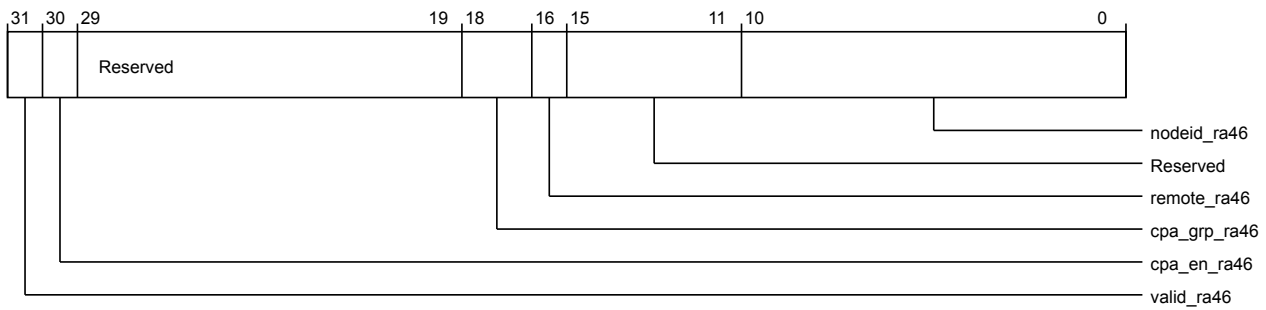 31 30 29 19 18 16 15 11 10 0
Reserved
nodeid_ra46
Reserved
remote_ra46
cpa_grp_ra46
cpa_en_ra46
valid_ra46